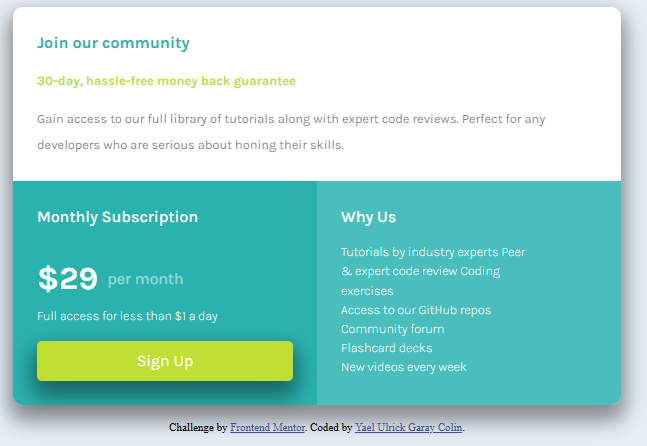 Join our community
30-day, hassle-free money back guarantee
Gain access to our full library of tutorials along with expert code reviews. Perfect for any
developers who are serious about honing their skills.
Monthly Subscription
$29 per month
Full access for less than $1 a day
Sign Up
Why Us
Tutorials by industry experts Peer
& expert code review Coding
exercises
Access to our GitHub repos
Community forum
Flashcard decks
New videos every week
Challenge by Frontend Mentor. Coded by Yael Ulrick Garay Colin.